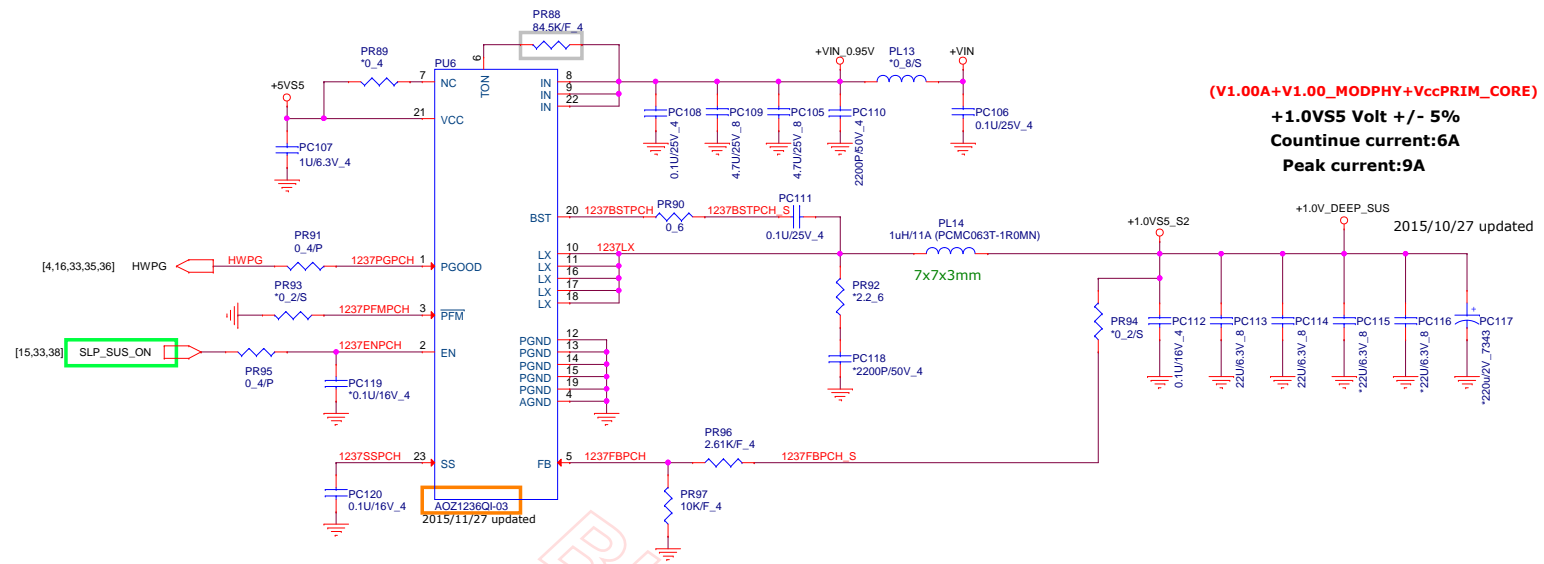 PR88
84.5K/F_4
PR89
*0_4
PU6
6
TON
+5VS5
7
NC
21
VCC
PC107
1U/6.3V_4
IN
8
IN
9
IN
22
+VIN_0.95V
PL13
*0_8/S
+VIN
PC108
0.1U/25V_4
PC109
4.7U/25V_8
PC105
4.7U/25V_8
PC110
2200P/50V_4
PC106
0.1U/25V_4
(V1.00A+V1.00_MODPHY+VccPRIM_CORE)
+1.0VS5 Volt +/- 5%
Countinue current:6A
Peak current:9A
BST
20
1237BSTPCH
PR90
0_6
1237BSTPCH_S
PC111
0.1U/25V_4
LX
10
1237LX
LX
11
LX
16
LX
17
LX
18
PL14
1uH/11A (PCMC063T-1R0MN)
7x7x3mm
+1.0VS5_S2
+1.0V_DEEP_SUS
2015/10/27 updated
[4,16,33,35,36]
HWPG
HWPG
PR91
0_4/P
1237PGPCH
1
PGOOD
PR93
*0_2/S
1237PFMPCH
3
PFM
[15,33,38]
SLP_SUS_ON
PR95
0_4/P
1237ENPCH
2
EN
PC119
*0.1U/16V_4
PR92
*2.2_6
PC118
*2200P/50V_4
PGND
12
PGND
13
PGND
14
PGND
15
PGND
19
AGND
4
PR94
*0_2/S
PC112
0.1U/16V_4
PC113
22U/6.3V_8
PC114
22U/6.3V_8
PC115
*22U/6.3V_8
PC116
*22U/6.3V_8
+
PC117
*220u/2V_7343
1237SSPCH
23
SS
PC120
0.1U/16V_4
FB
5
1237FBPCH
PR96
2.61K/F_4
1237FBPCH_S
PR97
10K/F_4
AOZ1236QI-03
2015/11/27 updated